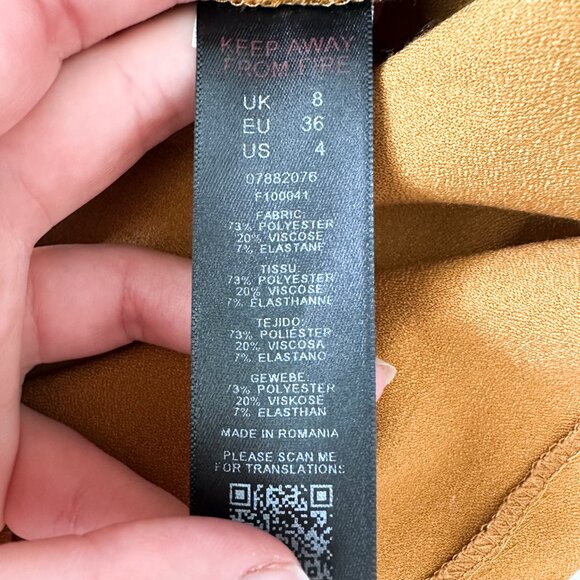 KEEP AWAY
FROM FIRE
UK 8
EU 36
US 4
07882076
F100041
FABRIC:
73% POLYESTER
20% VISCOSE
7% ELASTANE
TISSU:
73% POLYESTER
20% VISCOSE
7% ELASTHANNE
TEJIDO:
73% POLIÉSTER
20% VISCOSA
7% ELASTANO
GEWEBE:
73% POLYESTER
20% VISKOSE
7% ELASTHAN
MADE IN ROMANIA
PLEASE SCAN ME
FOR TRANSLATIONS